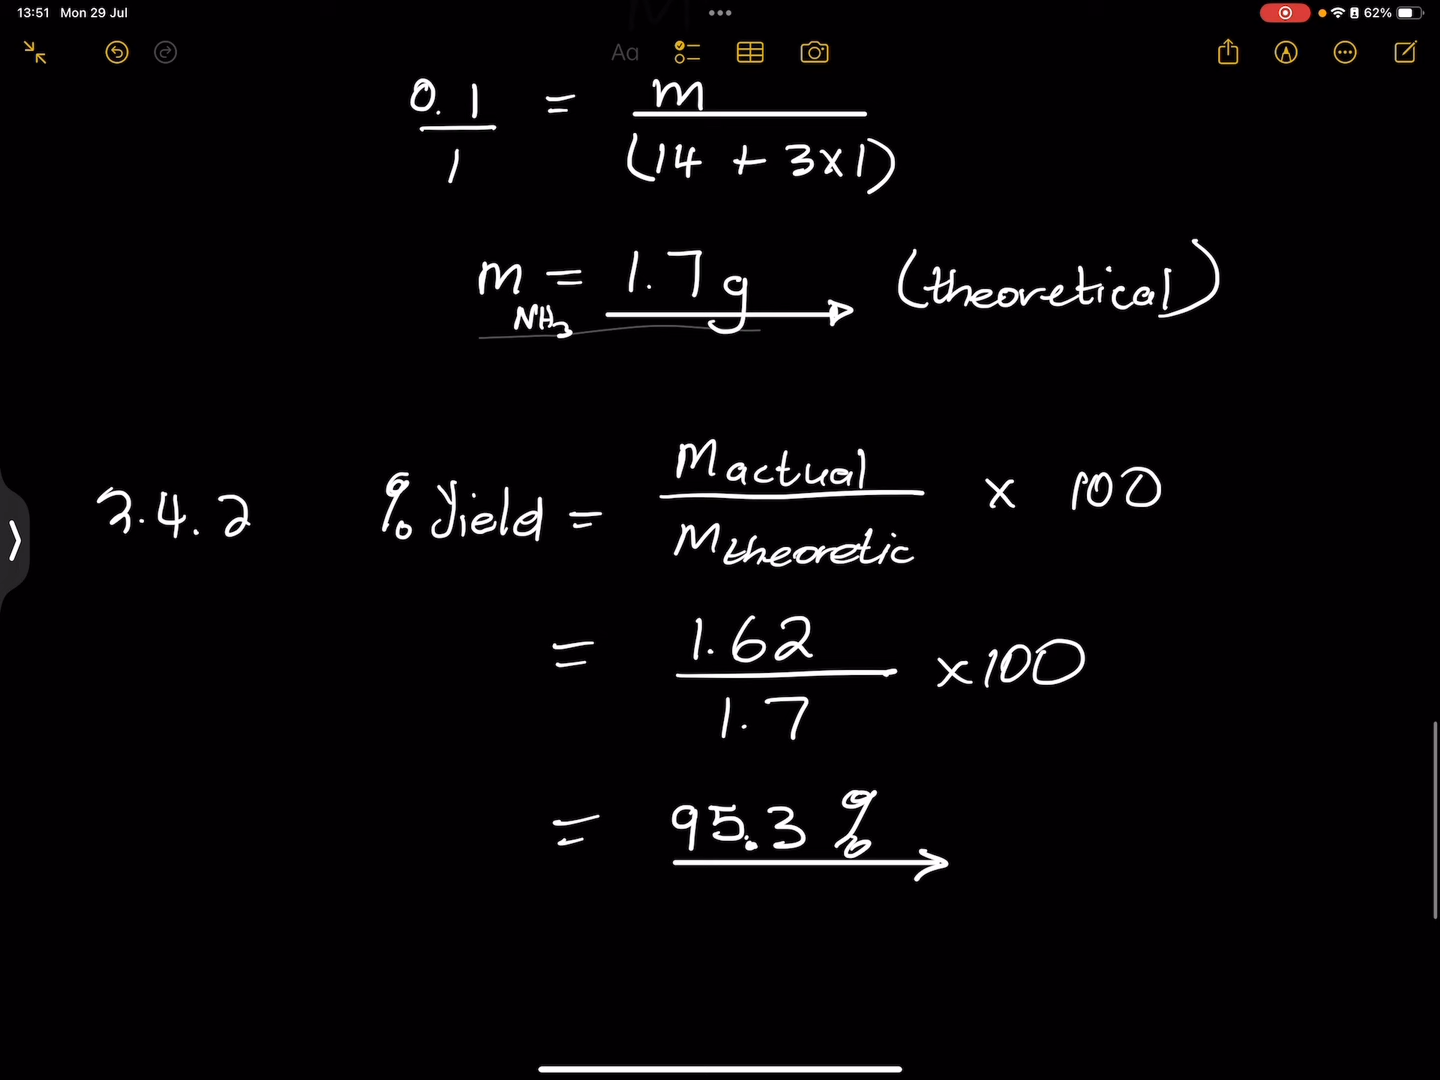 13:51 Mon 29 Jul
62%
Aa
0.1 / 1 = m / (14 + 3x1)
m NH3 = 1.7g (theoretical)
3.4.2 % Yield = Mactual / Mtheoretic x 100
= 1.62 / 1.7 x100
= 95.3 %